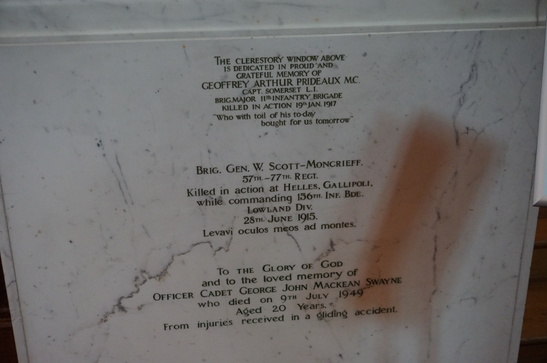 THE CLERESTORY WINDOW ABOVE
IS DEDICATED IN PROUD AND
GRATEFUL MEMORY OF
GEOFFREY ARTHUR PRIDEAUX M.C.
CAPT. SOMERSET L.I.
BRIG. MAJOR 11TH INFANTRY BRIGADE
KILLED IN ACTION 19TH JAN. 1917
"Who with toil of his to-day
bought for us tomorrow"
BRIG. GEN. W. SCOTT-MONCRIEFF.
57TH.-77TH. REGT.
Killed in action at HELLES, GALLIPOLI,
while commanding 156TH. INF. BDE.
LOWLAND DIV.
28TH. JUNE 1915.
Levavi oculos meos ad montes.
TO THE GLORY OF GOD
and to the loved memory of
OFFICER CADET GEORGE JOHN MACKEAN SWAYNE
who died on 9TH JULY 1949
Aged 20 Years.
From injuries received in a gliding accident.